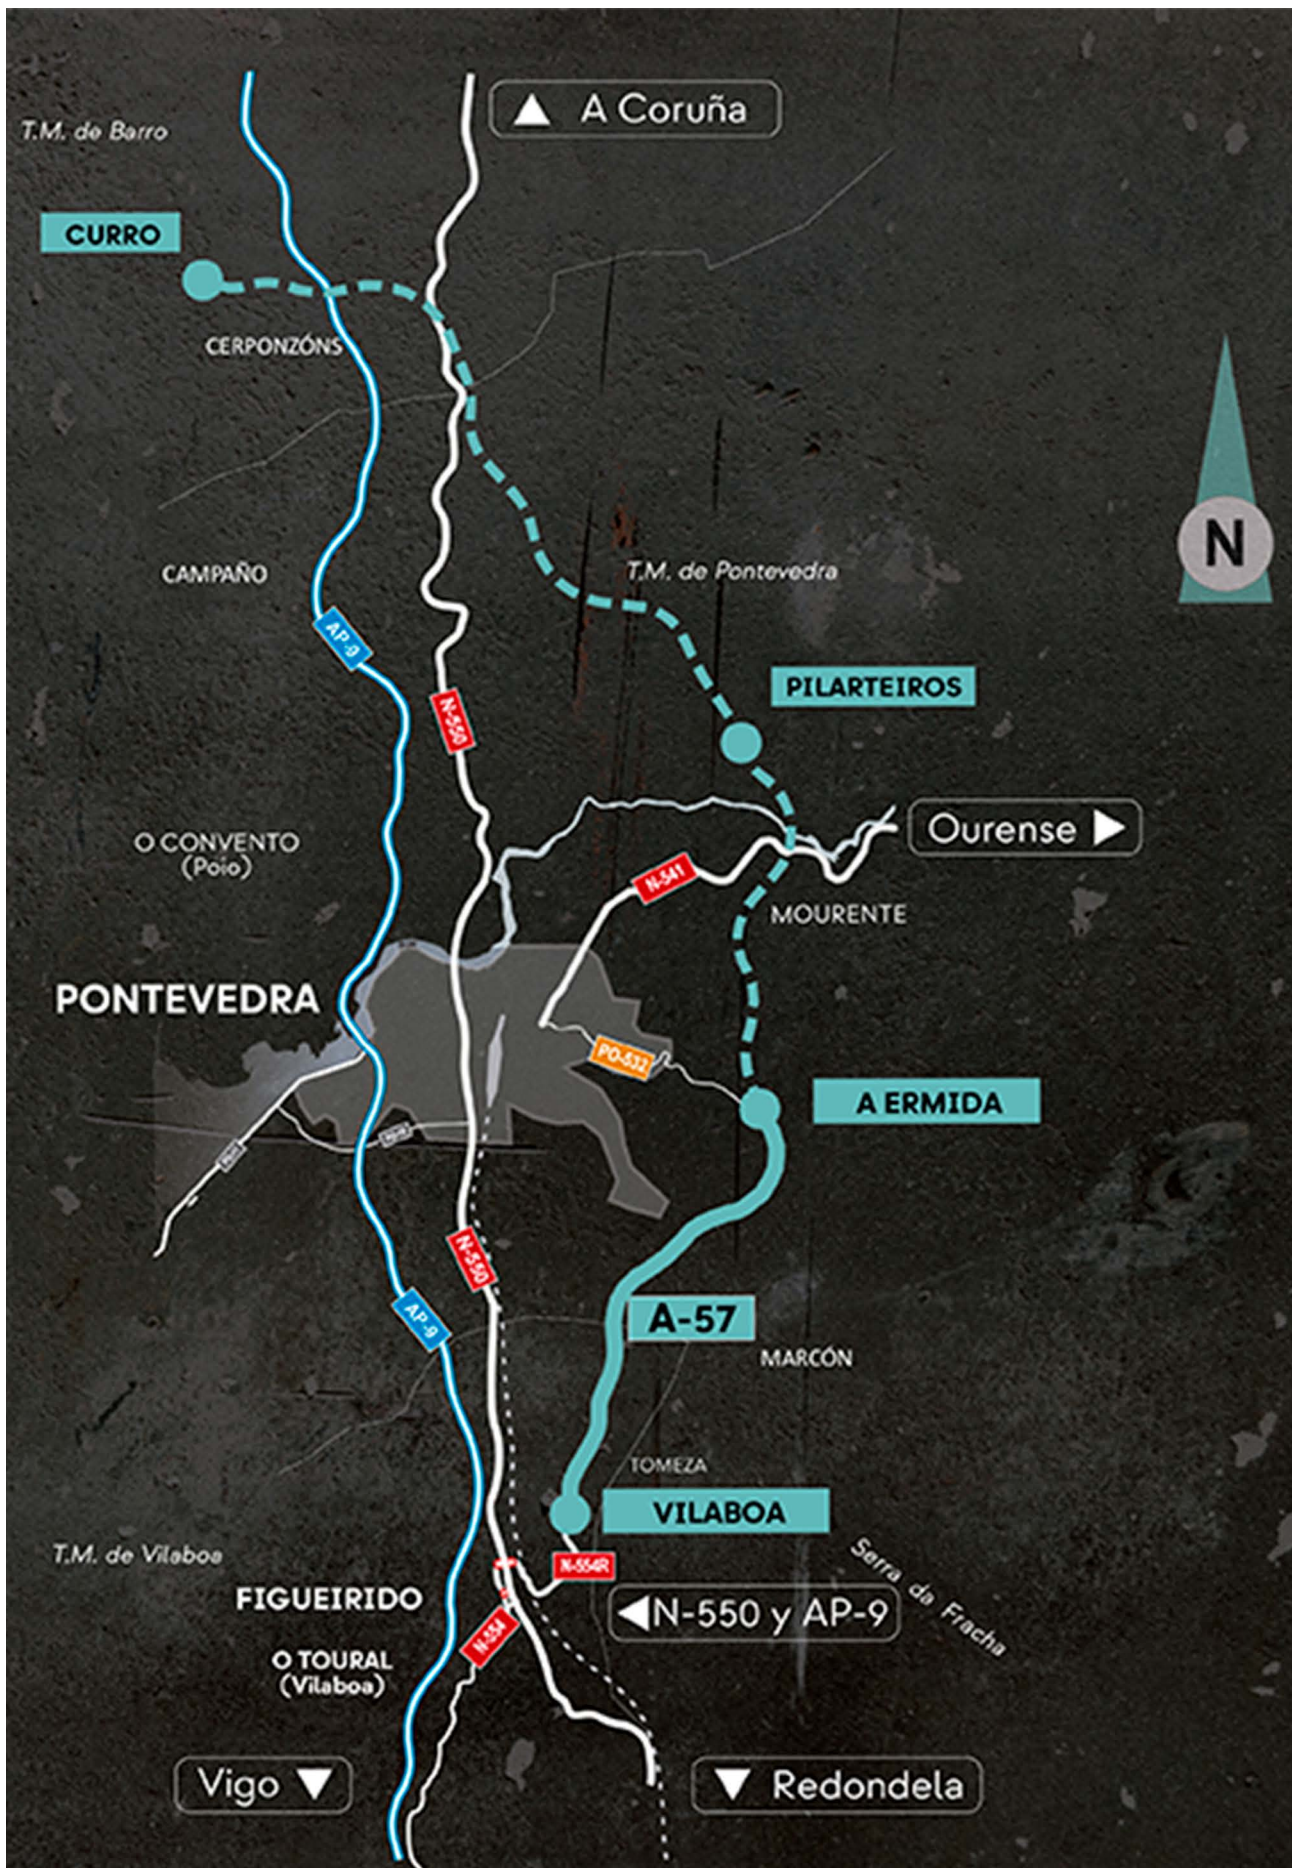 A Coruña
T.M. de Barro
CURRO
CERPONZÓNS
CAMPAÑO
T.M. de Pontevedra
N
AP-9
PILARTEIROS
N-550
Ourense
O CONVENTO
(Poio)
N-541
MOURENTE
PONTEVEDRA
PO-532
A ERMIDA
N-550
AP-9
A-57
MARCÓN
TOMEZA
VILABOA
T.M. de Vilaboa
N-554R
Serra da Fracha
FIGUEIRIDO
N-550 y AP-9
N-554
O TOURAL
(Vilaboa)
Vigo
Redondela